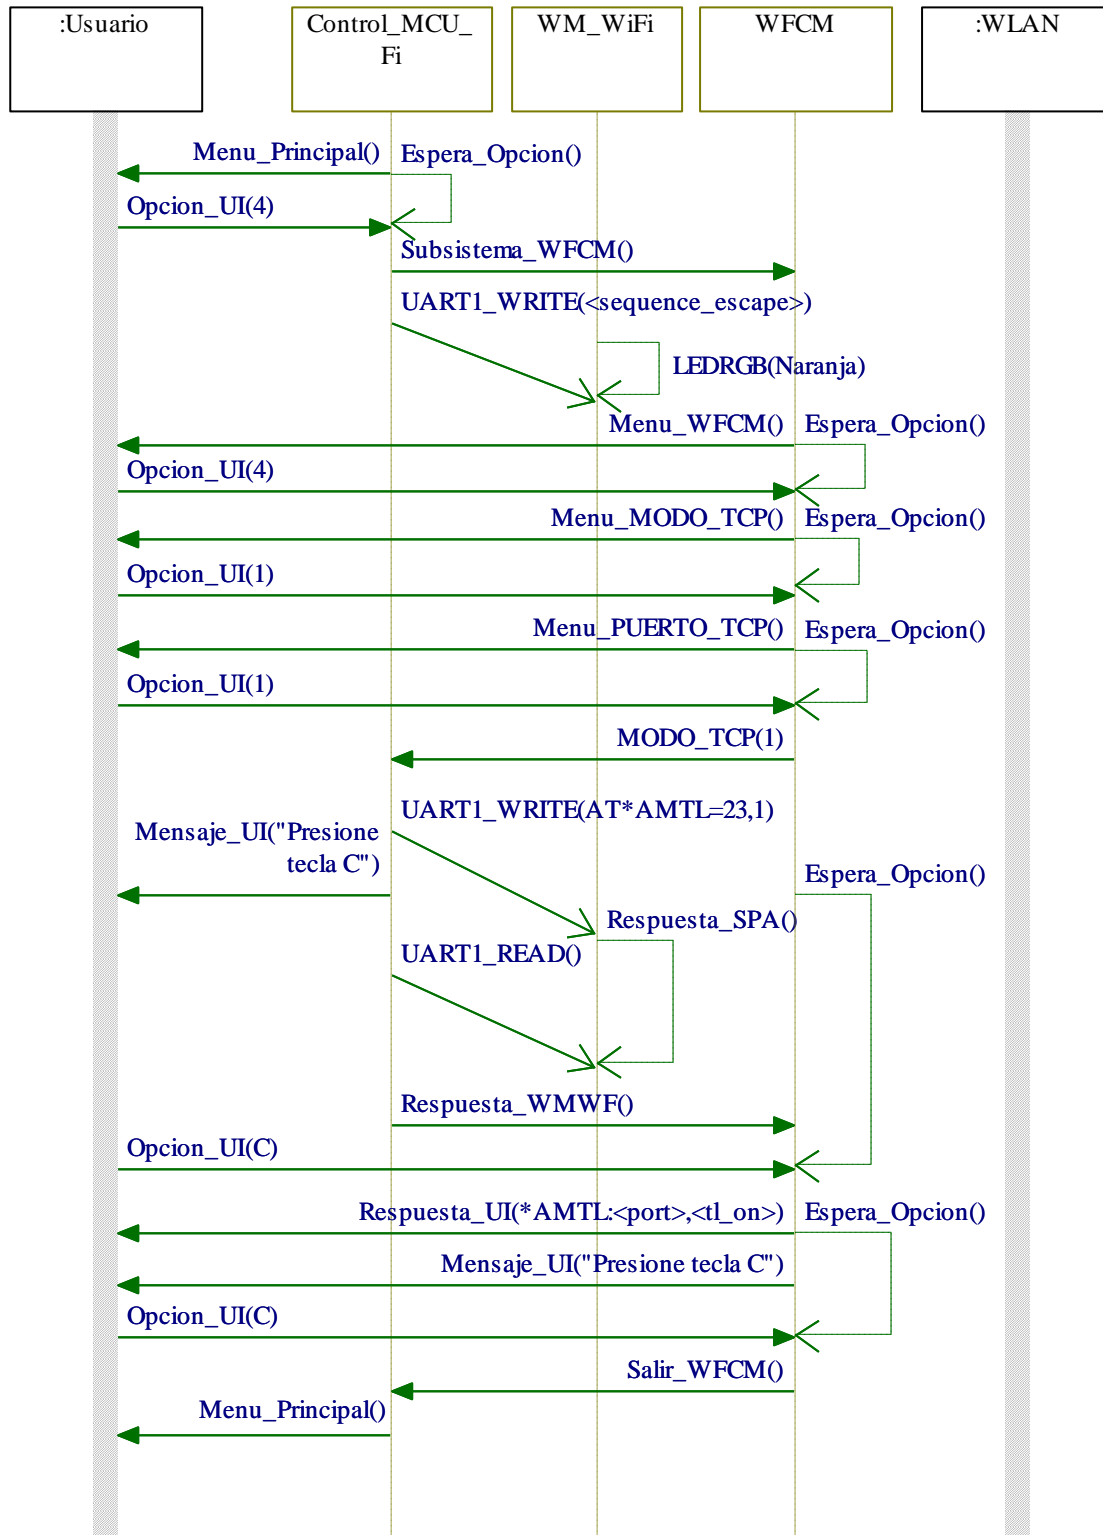 :Usuario
Control_MCU_
Fi
WM_WiFi
WFCM
:WLAN
Menu_Principal()
Espera_Opcion()
Opcion_UI(4)
Subsistema_WFCM()
UART1_WRITE(<sequence_escape>)
LEDRGB(Naranja)
Menu_WFCM()
Espera_Opcion()
Opcion_UI(4)
Menu_MODO_TCP()
Espera_Opcion()
Opcion_UI(1)
Menu_PUERTO_TCP()
Espera_Opcion()
Opcion_UI(1)
MODO_TCP(1)
UART1_WRITE(AT*AMTL=23,1)
Mensaje_UI("Presione
tecla C")
Espera_Opcion()
Respuesta_SPA()
UART1_READ()
Respuesta_WMWF()
Opcion_UI(C)
Respuesta_UI(*AMTL:<port>,<tl_on>)
Espera_Opcion()
Mensaje_UI("Presione tecla C")
Opcion_UI(C)
Salir_WFCM()
Menu_Principal()